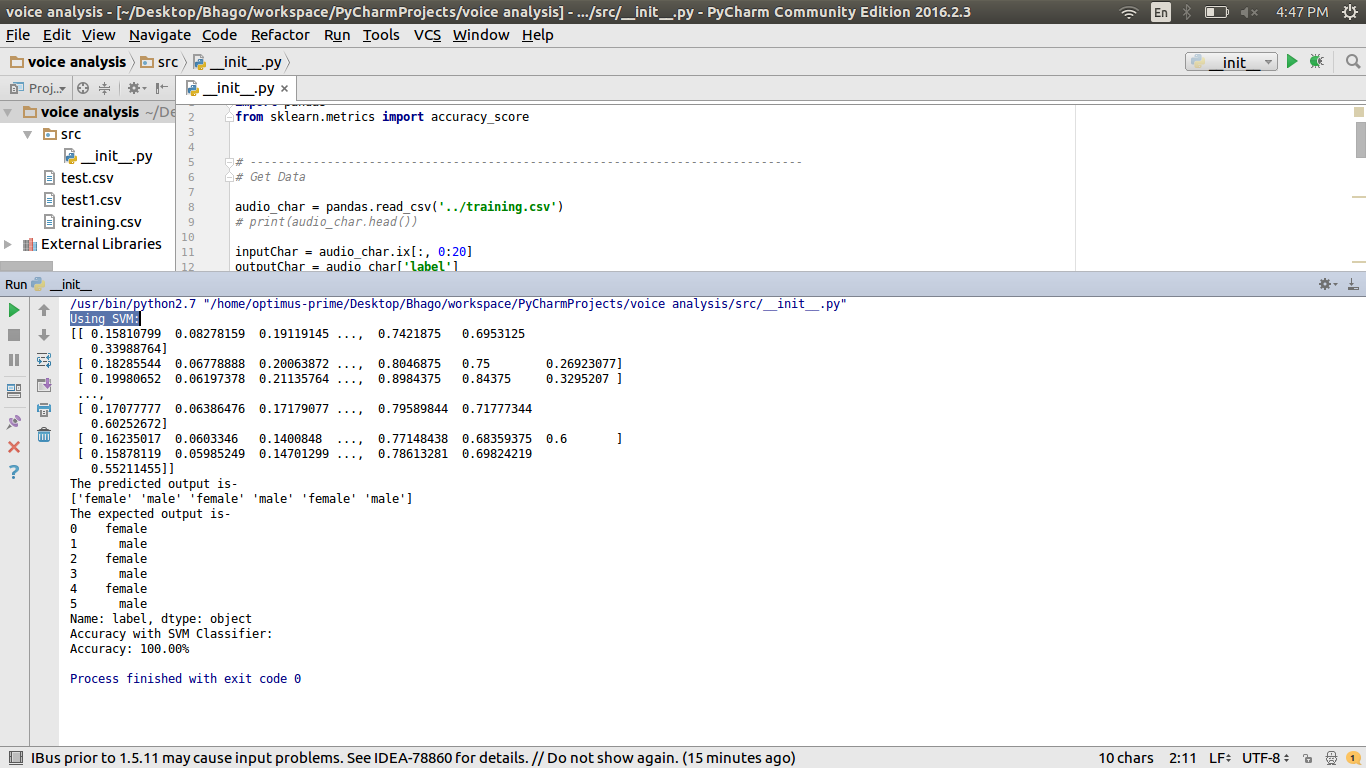 voice analysis - [~/Desktop/Bhago/workspace/PyCharmProjects/voice analysis] - .../src/__init__.py - PyCharm Community Edition 2016.2.3
En
4:47 PM
File Edit View Navigate Code Refactor Run Tools VCS Window Help
voice analysis src __init__.py
__init__
Proj..
__init__.py ×
voice analysis ~/De
src
__init__.py
test.csv
test1.csv
training.csv
External Libraries
import pandas
2 from sklearn.metrics import accuracy_score
3
4
5 # -------------------------------------------------------------------------------
6 # Get Data
7
8 audio_char = pandas.read_csv('../training.csv')
9 # print(audio_char.head())
10
11 inputChar = audio_char.ix[:, 0:20]
12 outputChar = audio_char['label']
Run __init__
/usr/bin/python2.7 "/home/optimus-prime/Desktop/Bhago/workspace/PyCharmProjects/voice analysis/src/__init__.py"
Using SVM:
[[ 0.15810799  0.08278159  0.19119145 ...,  0.7421875   0.6953125
   0.33988764]
 [ 0.18285544  0.06778888  0.20063872 ...,  0.8046875   0.75        0.26923077]
 [ 0.19980652  0.06197378  0.21135764 ...,  0.8984375   0.84375     0.3295207 ]
 ...,
 [ 0.17077777  0.06386476  0.17179077 ...,  0.79589844  0.71777344
   0.60252672]
 [ 0.16235017  0.0603346   0.1400848  ...,  0.77148438  0.68359375  0.6       ]
 [ 0.15878119  0.05985249  0.14701299 ...,  0.78613281  0.69824219
   0.55211455]]
The predicted output is-
['female' 'male' 'female' 'male' 'female' 'male']
The expected output is-
0    female
1      male
2    female
3      male
4    female
5      male
Name: label, dtype: object
Accuracy with SVM Classifier:
Accuracy: 100.00%
Process finished with exit code 0
IBus prior to 1.5.11 may cause input problems. See IDEA-78860 for details. // Do not show again. (15 minutes ago)
10 chars 2:11 LF UTF-8 1